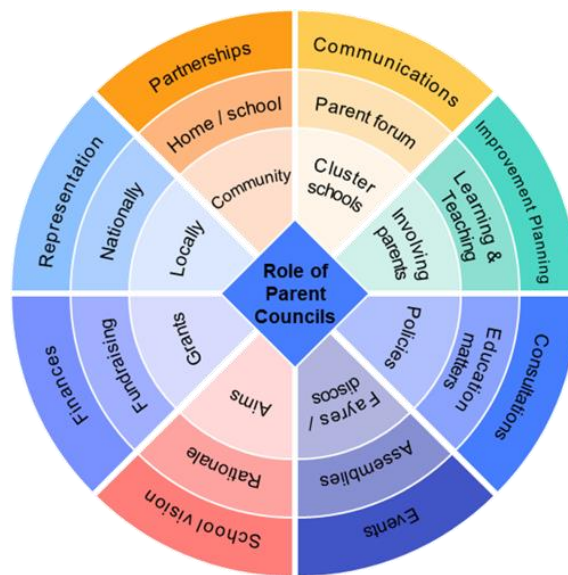 Role of
Parent
Councils
Partnerships
Home / school
Community
Communications
Parent forum
Cluster
schools
Improvement Planning
Learning &
Teaching
Involving
parents
Consultations
Education
matters
Policies
Events
Assemblies
Fayres /
discos
School vision
Rationale
Aims
Finances
Fundraising
Grants
Representation
Nationally
Locally